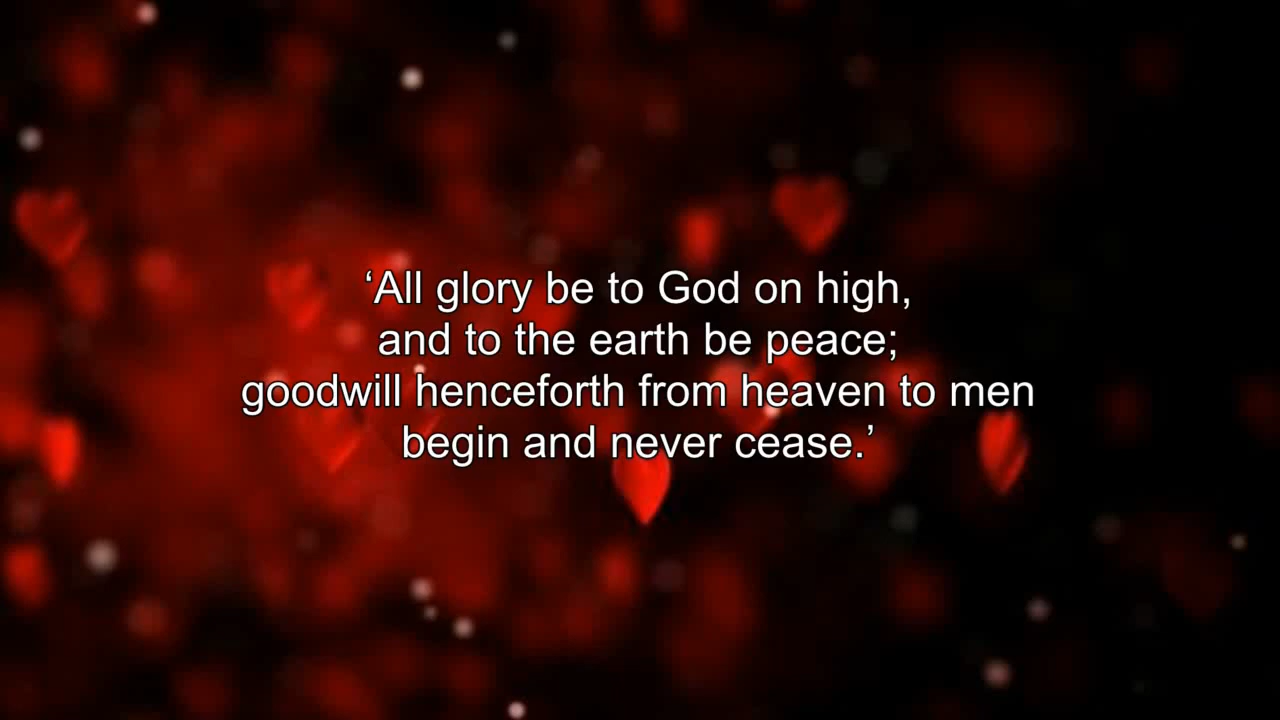 ‘All glory be to God on high,
and to the earth be peace;
goodwill henceforth from heaven to men
begin and never cease.’